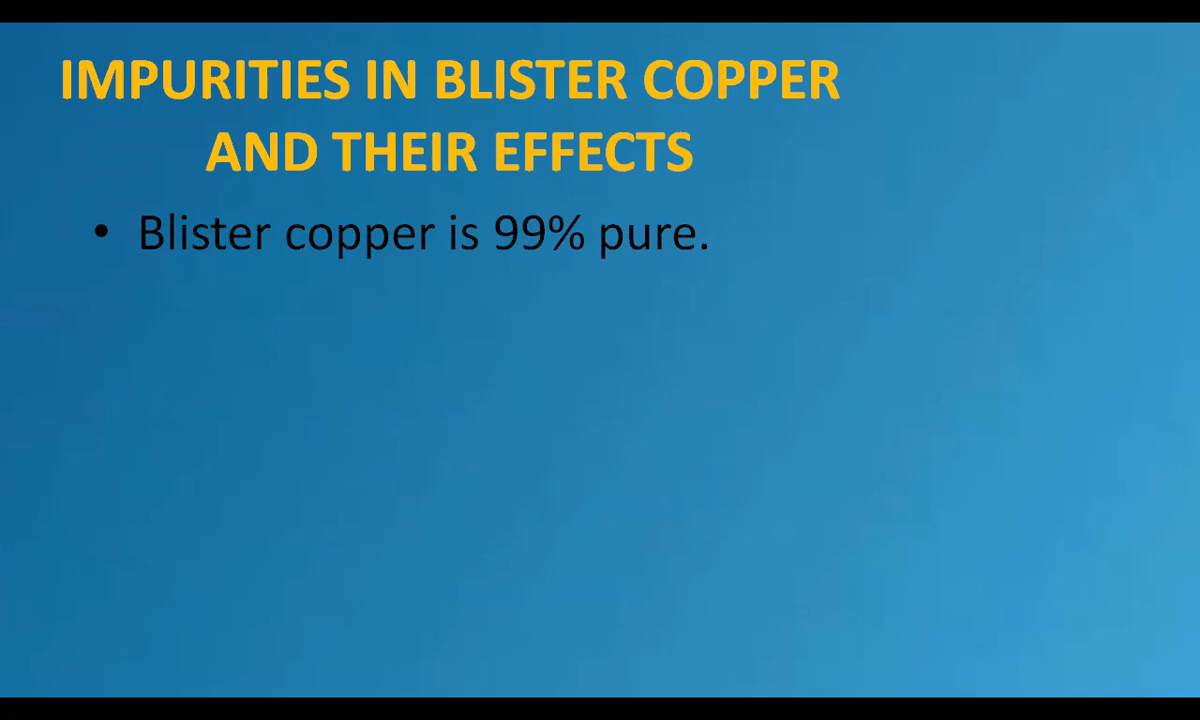 IMPURITIES IN BLISTER COPPER
AND THEIR EFFECTS
• Blister copper is 99% pure.